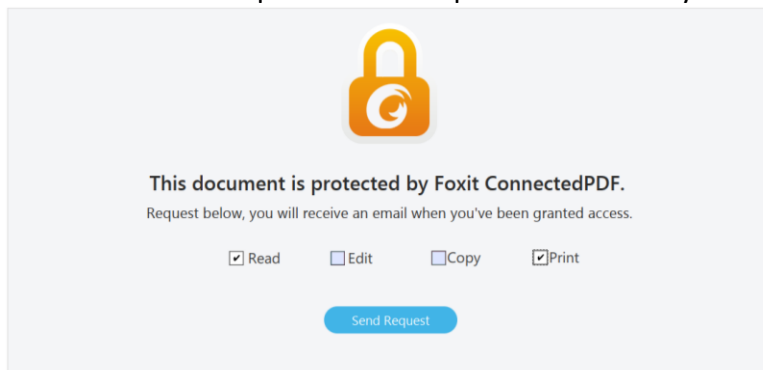 This document is protected by Foxit ConnectedPDF.
Request below, you will receive an email when you've been granted access.
Read Edit Copy Print
Send Request